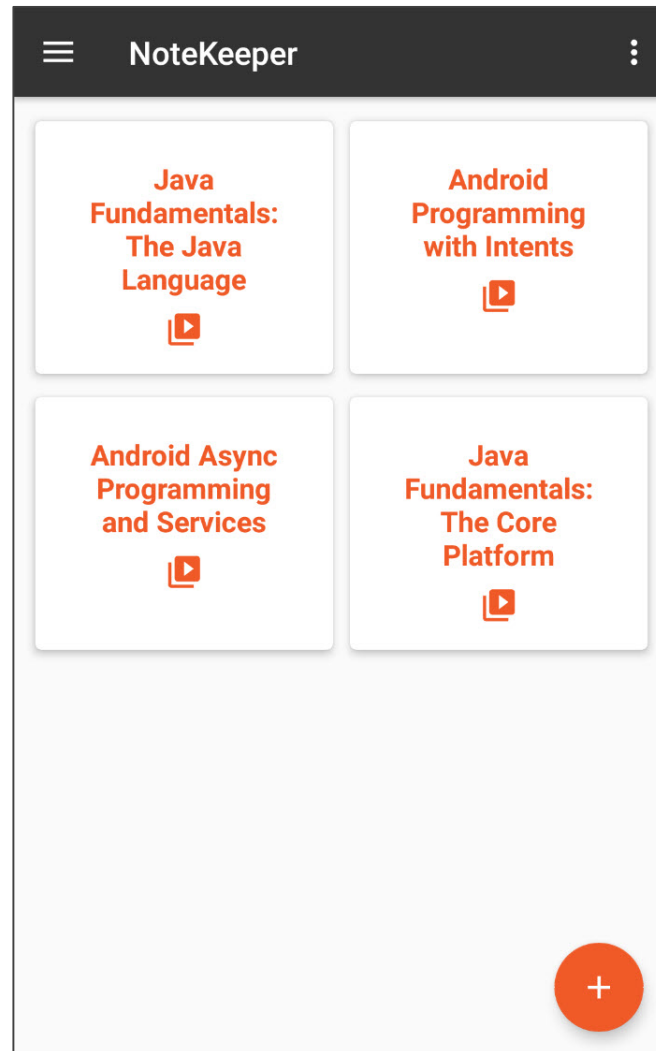 NoteKeeper
Java
Fundamentals:
The Java
Language
Android
Programming
with Intents
Android Async
Programming
and Services
Java
Fundamentals:
The Core
Platform